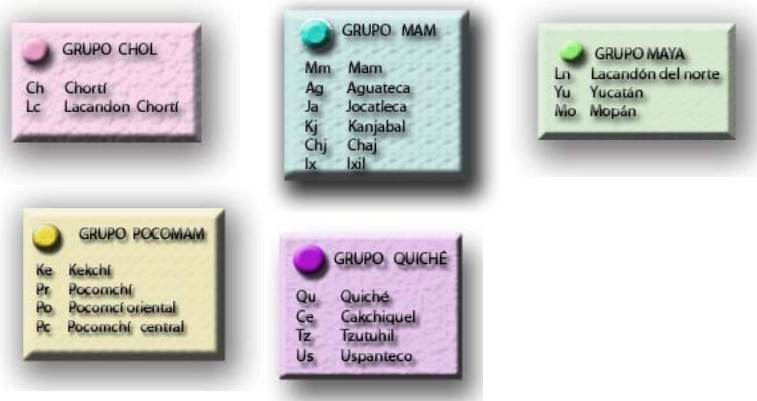 GRUPO CHOL
Ch Chortí
Lc Lacandon Chortí
GRUPO MAM
Mm Mam
Ag Aguateca
Ja Jocatleca
Kj Kanjabal
Chj Chaj
Ix Ixil
GRUPO MAYA
Ln Lacandón del norte
Yu Yucatán
Mo Mopán
GRUPO POCOMAM
Ke Kekchí
Pr Pocomchí
Po Pocomcí oriental
Pc Pocomchí central
GRUPO QUICHÉ
Qu Quiché
Ce Cakchiquel
Tz Tzutuhil
Us Uspanteco